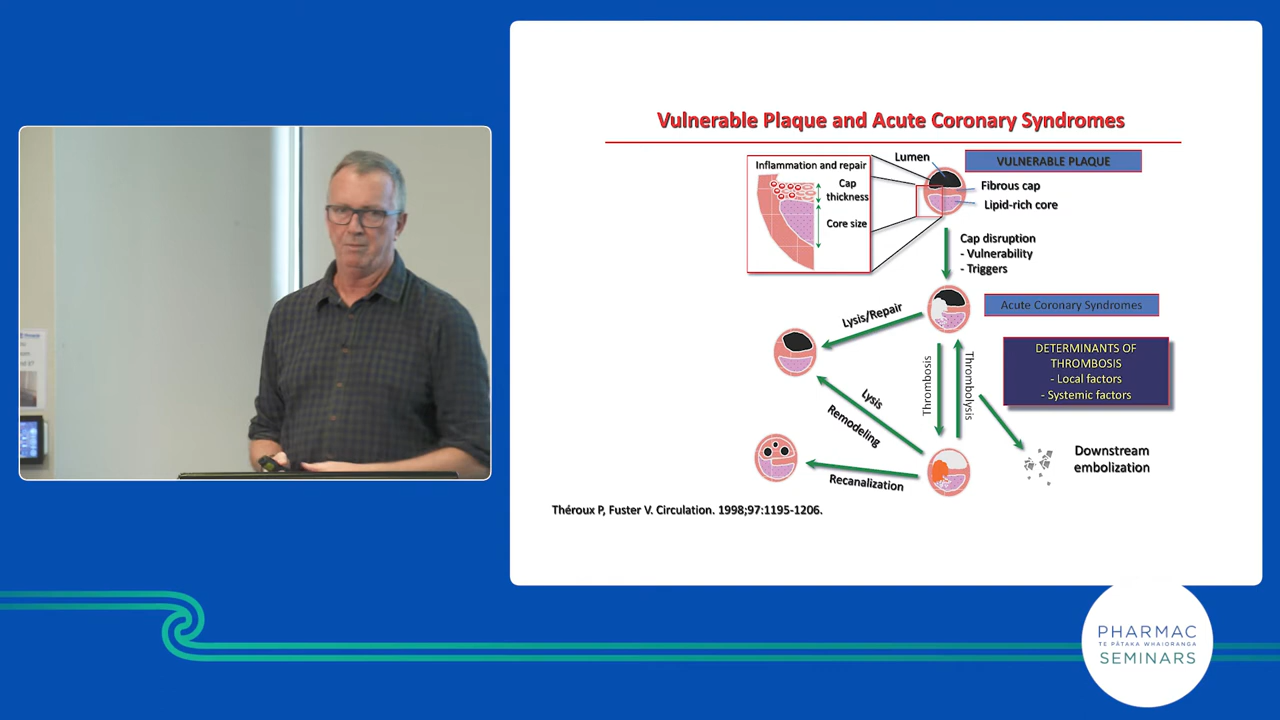 Vulnerable Plaque and Acute Coronary Syndromes
Inflammation and repair
Cap
thickness
Core size
Lumen
VULNERABLE PLAQUE
Fibrous cap
Lipid-rich core
Cap disruption
- Vulnerability
- Triggers
Acute Coronary Syndromes
Lysis/Repair
Thrombosis
Thrombolysis
DETERMINANTS OF
THROMBOSIS
- Local factors
- Systemic factors
Lysis
Remodeling
Recanalization
Downstream
embolization
Théroux P, Fuster V. Circulation. 1998;97:1195-1206.
PHARMAC
TE PĀTAKA WHAIORANGA
SEMINARS